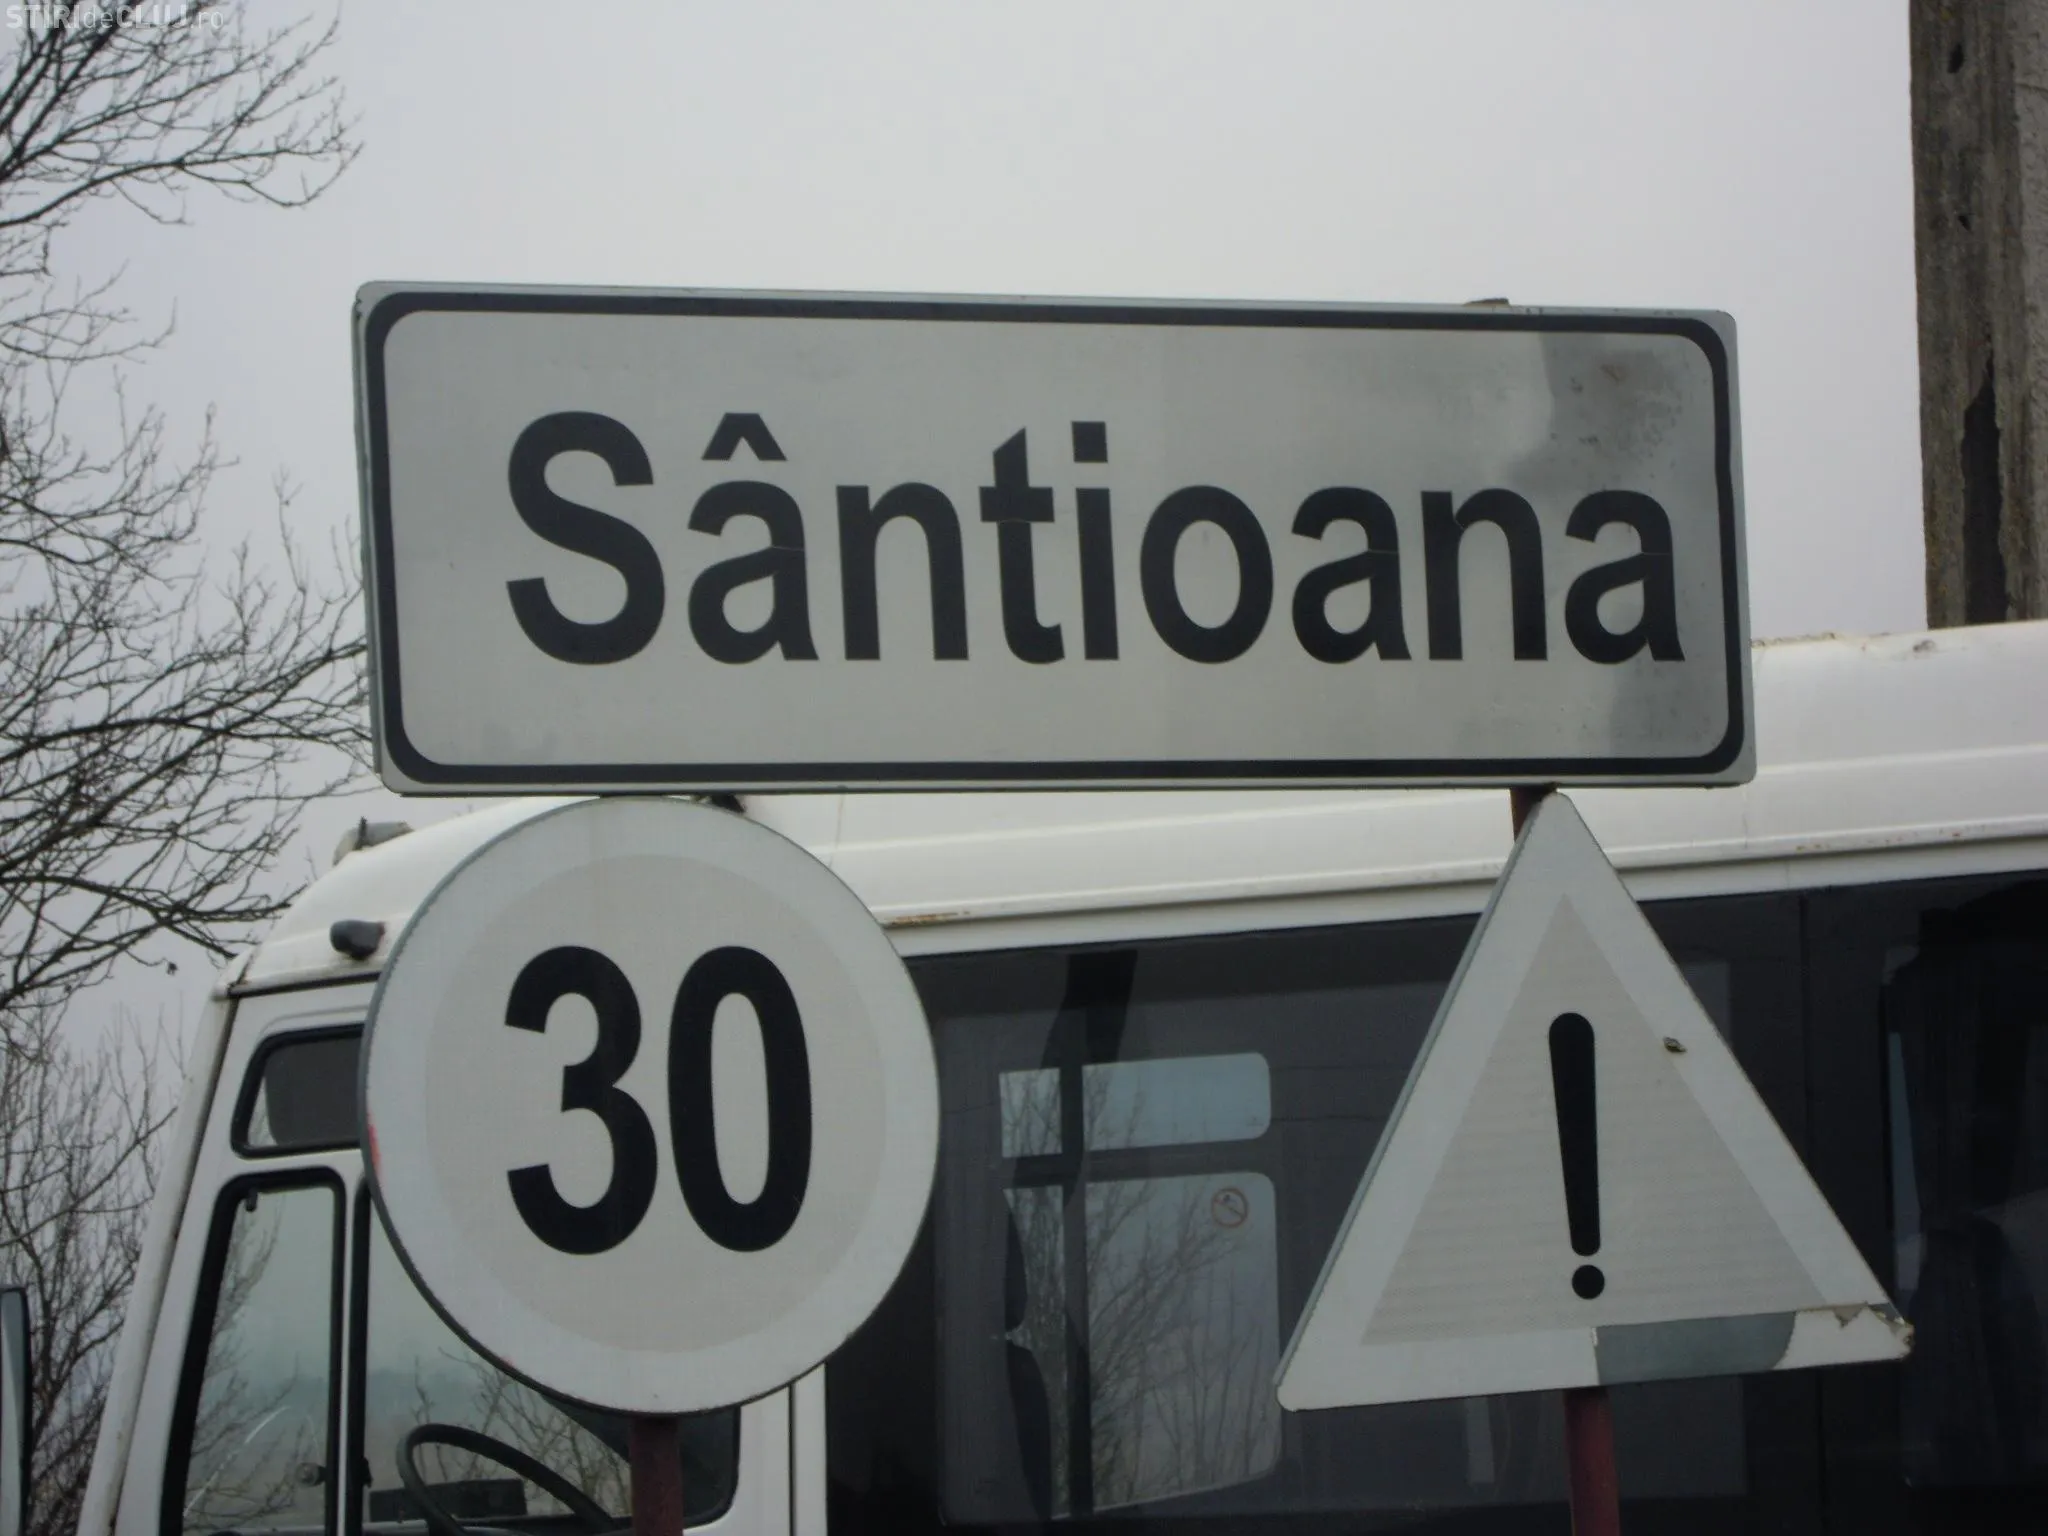 STIRIdeCLUJ.ro
Sântioana
30
!